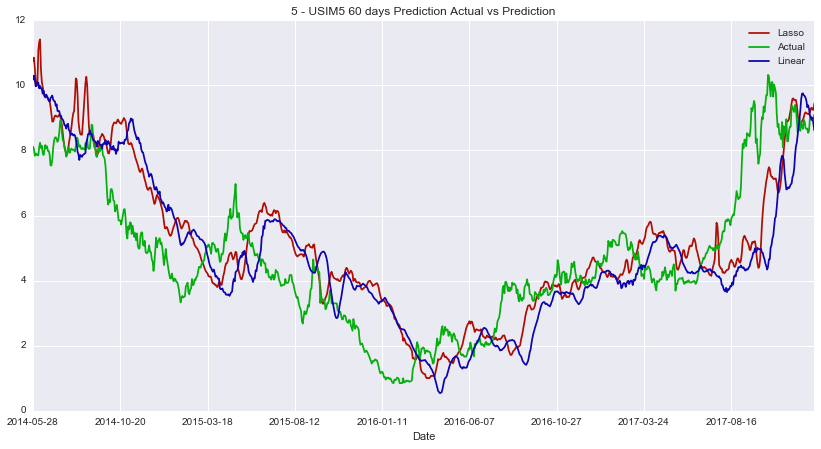 5 - USIM5 60 days Prediction Actual vs Prediction
12
10
8
6
4
2
0
Lasso
Actual
Linear
2014-05-28 2014-10-20 2015-03-18 2015-08-12 2016-01-11 2016-06-07 2016-10-27 2017-03-24 2017-08-16
Date